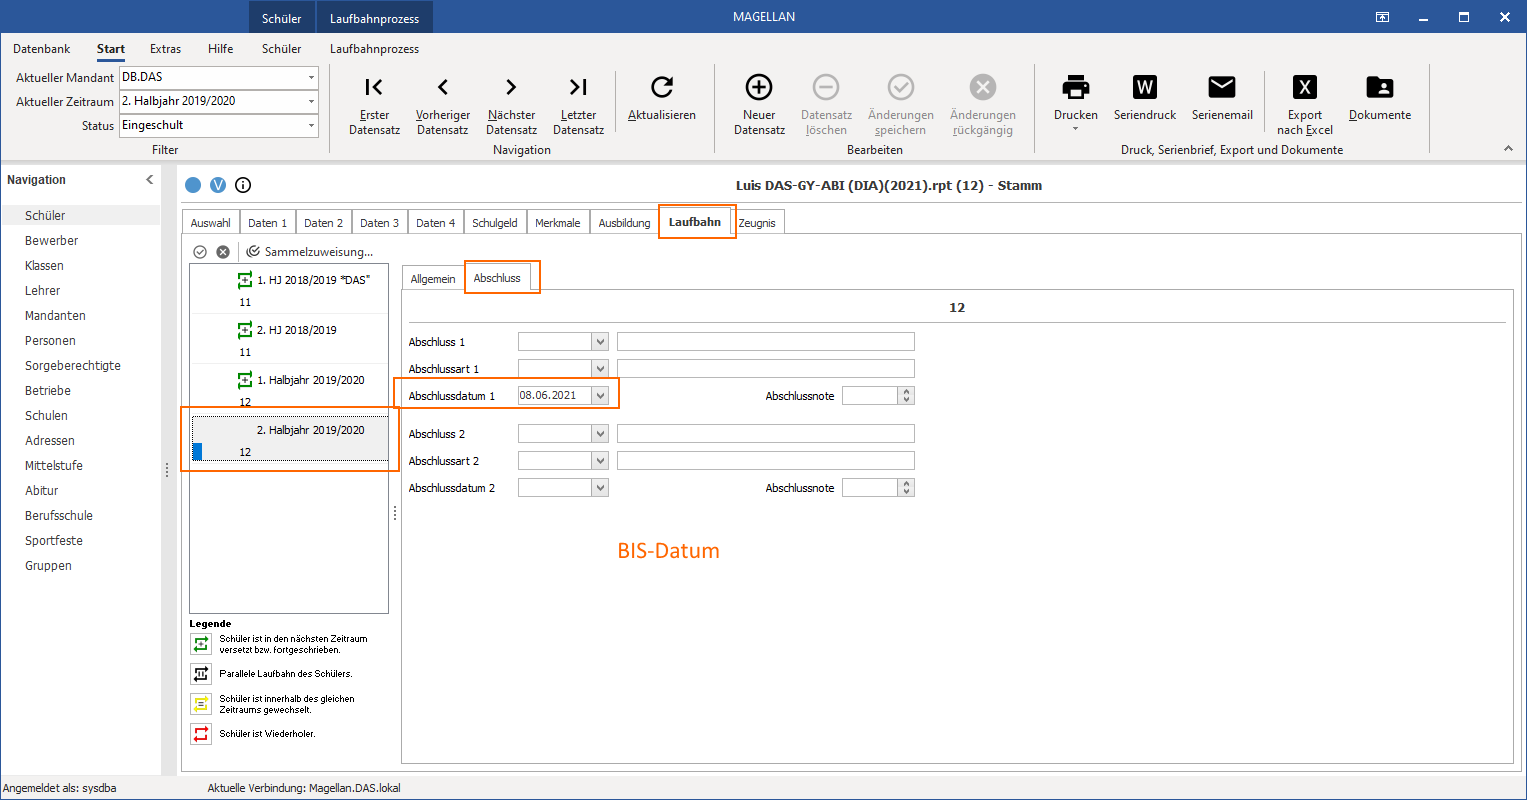 Schüler Laufbahnprozess MAGELLAN
Datenbank Start Extras Hilfe Schüler Laufbahnprozess
Aktueller Mandant DB.DAS
Aktueller Zeitraum 2. Halbjahr 2019/2020
Status Eingeschult
Filter
Erster Datensatz
Vorheriger Datensatz
Nächster Datensatz
Letzter Datensatz
Aktualisieren
Navigation
Neuer Datensatz
Datensatz löschen
Änderungen speichern
Änderungen rückgängig
Bearbeiten
Drucken
Seriendruck
Serienemail
Export nach Excel
Dokumente
Druck, Serienbrief, Export und Dokumente
Navigation
Schüler
Bewerber
Klassen
Lehrer
Mandanten
Personen
Sorgeberechtigte
Betriebe
Schulen
Adressen
Mittelstufe
Abitur
Berufsschule
Sportfeste
Gruppen
V
Luis DAS-GY-ABI (DIA)(2021).rpt (12) - Stamm
Auswahl Daten 1 Daten 2 Daten 3 Daten 4 Schulgeld Merkmale Ausbildung Laufbahn Zeugnis
Sammelzuweisung...
1. HJ 2018/2019 *DAS"
11
2. HJ 2018/2019
11
1. Halbjahr 2019/2020
12
2. Halbjahr 2019/2020
12
Legende
Schüler ist in den nächsten Zeitraum
versetzt bzw. fortgeschrieben.
Parallele Laufbahn des Schülers.
Schüler ist innerhalb des gleichen
Zeitraums gewechselt.
Schüler ist Wiederholer.
Allgemein Abschluss
12
Abschluss 1
Abschlussart 1
Abschlussdatum 1 08.06.2021 Abschlussnote
Abschluss 2
Abschlussart 2
Abschlussdatum 2 Abschlussnote
BIS-Datum
Angemeldet als: sysdba Aktuelle Verbindung: Magellan.DAS.lokal